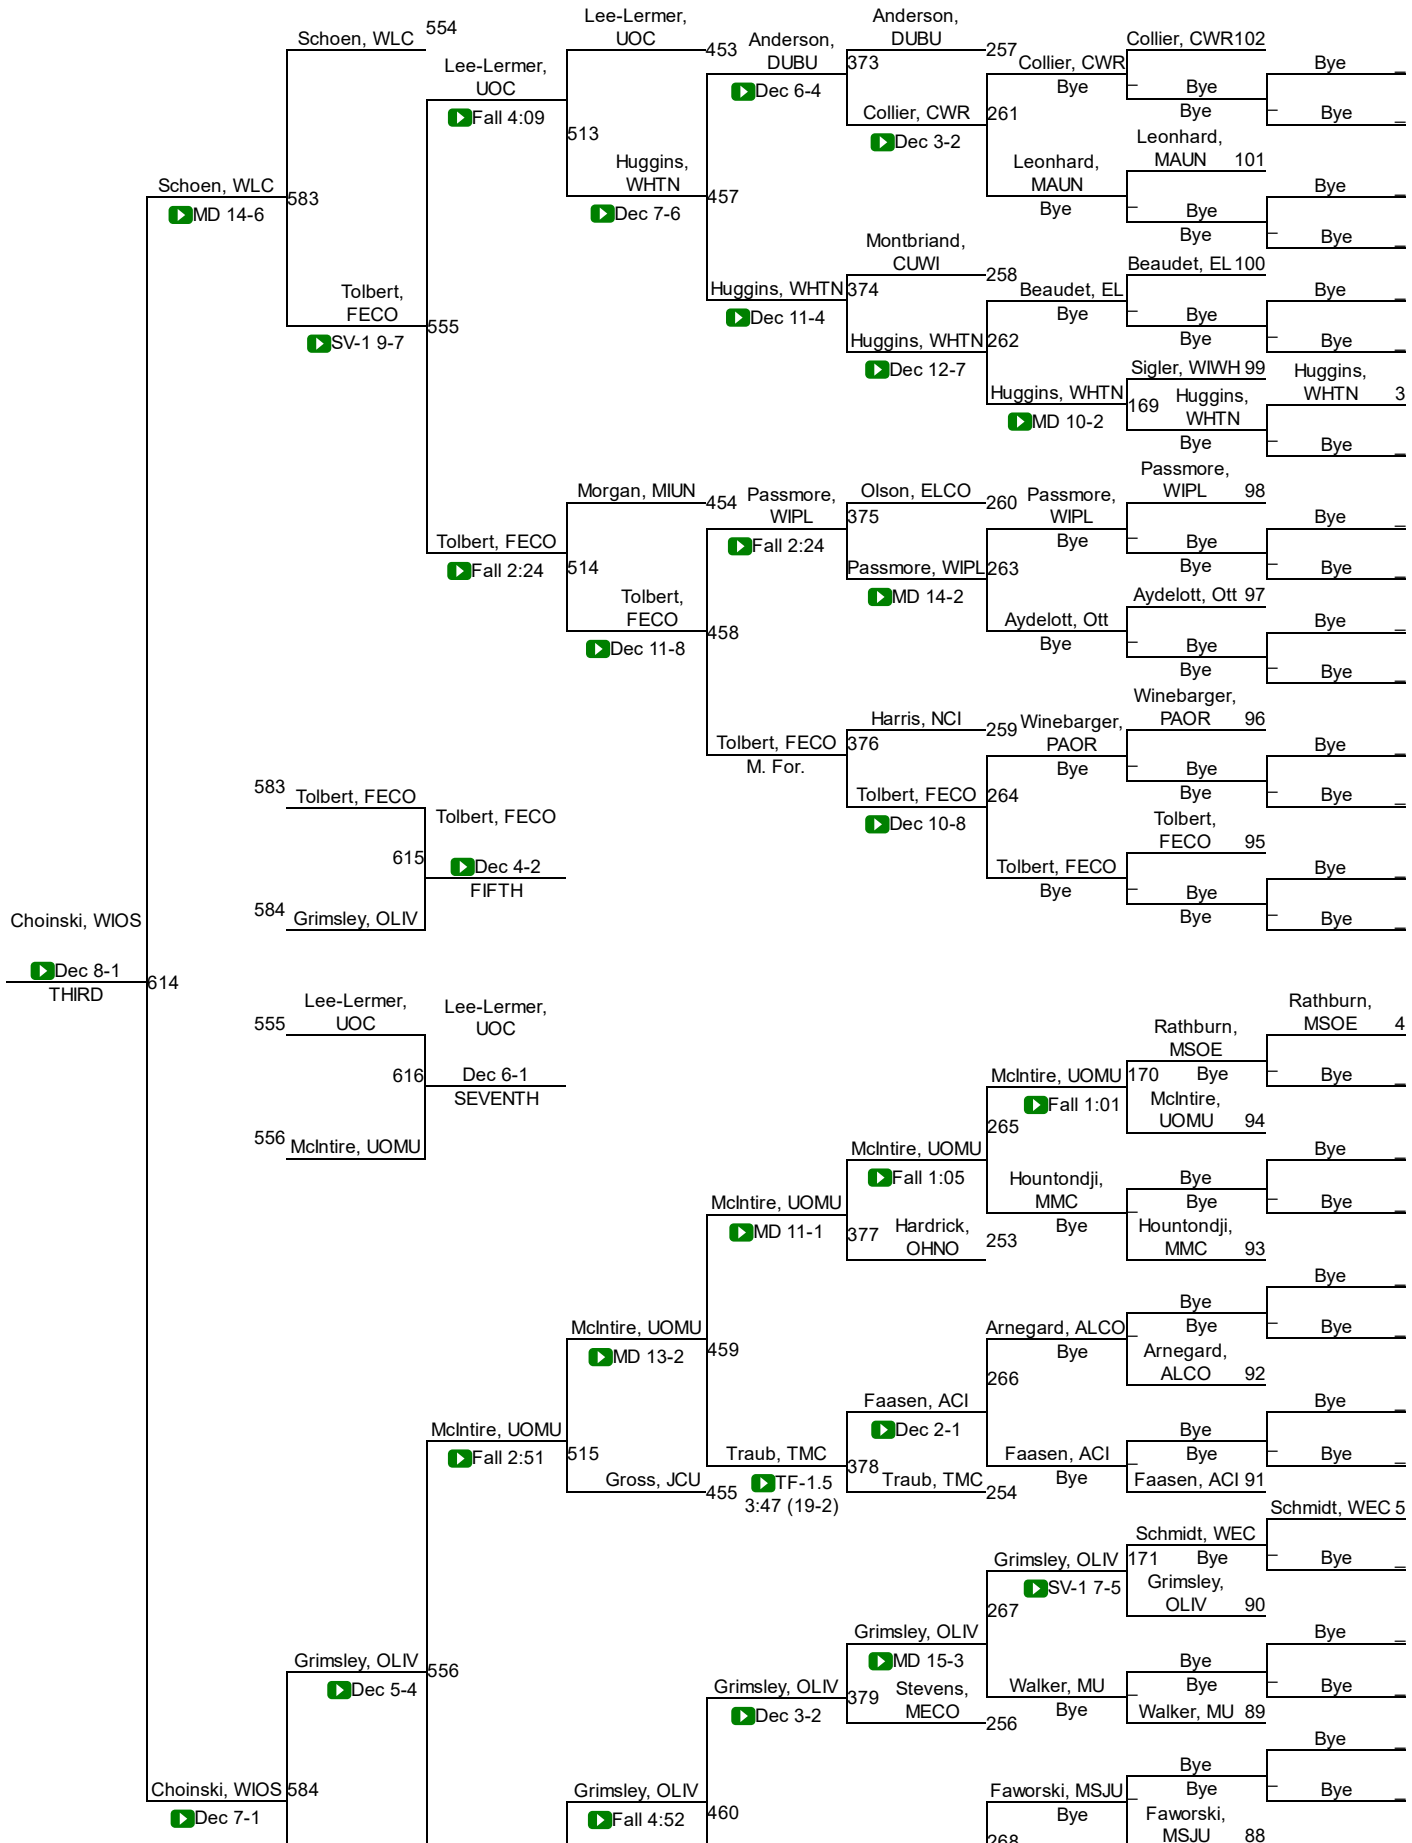 Lee-Lermer,
UOC
Anderson,
DUBU
Schoen, WLC
554
453
Anderson,
DUBU
257
Collier, CWR
102
Lee-Lermer,
UOC
373
Collier, CWR
Bye
Bye
Bye _
Dec 6-4
Bye
Fall 4:09
Collier, CWR
261
Bye
Bye _
513
Dec 3-2
Leonhard,
MAUN
101
Huggins,
WHTN
Leonhard,
MAUN
Schoen, WLC
583
457
Bye _
MD 14-6
Dec 7-6
Bye
Bye
Bye
Bye _
Montbriand,
CUWI
258
Beaudet, EL
100
Tolbert,
FECO
Huggins, WHTN
374
Beaudet, EL
Bye _
Dec 11-4
Bye
Bye
555
SV-1 9-7
Huggins, WHTN
262
Bye
Bye _
Dec 12-7
Sigler, WIWH
99
Huggins,
WHTN
3
Huggins, WHTN
169
Huggins,
WHTN
MD 10-2
Bye
Bye _
Passmore,
WIPL
98
Morgan, MIUN
454
Passmore,
WIPL
Olson, ELCO
260
Passmore,
WIPL
375
Bye _
Tolbert, FECO
Fall 2:24
Bye
Bye
Fall 2:24
514
Passmore, WIPL
263
Bye
Bye _
Tolbert,
FECO
MD 14-2
Aydelott, Ott
97
458
Aydelott, Ott
Bye _
Dec 11-8
Bye
Bye
Bye
Bye _
Winebarger,
PAOR
96
Harris, NCI
259
Winebarger,
PAOR
Tolbert, FECO
376
Bye _
M. For.
Bye
Bye
583
Tolbert, FECO
Tolbert, FECO
264
Bye
Bye _
Tolbert, FECO
Dec 10-8
Tolbert,
FECO
95
615
Dec 4-2
FIFTH
Tolbert, FECO
Bye _
Bye
Bye
584
Grimsley, OLIV
Bye
Bye _
Choinski, WIOS
Dec 8-1
THIRD
614
555
Lee-Lermer,
UOC
Lee-Lermer,
UOC
Rathburn,
MSOE
4
Rathburn,
MSOE
616
Dec 6-1
SEVENTH
McIntire, UOMU
170
Bye
Bye _
Fall 1:01
McIntire,
UOMU
94
556
McIntire, UOMU
265
McIntire, UOMU
Bye _
Fall 1:05
Hountondji,
MMC
Bye
McIntire, UOMU
Bye
Bye _
MD 11-1
377
Hardrick,
OHNO
253
Bye
Hountondji,
MMC
93
Bye _
Bye
McIntire, UOMU
Arnegard, ALCO
Bye
Bye _
MD 13-2
459
Bye
Arnegard,
ALCO
92
266
Faasen, ACI
Bye _
McIntire, UOMU
Dec 2-1
Bye
Fall 2:51
515
Traub, TMC
378
Faasen, ACI
Bye
Bye _
Gross, JCU
455
TF-1.5
3:47 (19-2)
Traub, TMC
254
Bye
Faasen, ACI
91
Schmidt, WEC
5
Schmidt, WEC
Grimsley, OLIV
171
Bye
Bye _
SV-1 7-5
Grimsley,
OLIV
90
267
Grimsley, OLIV
Bye _
Grimsley, OLIV
556
MD 15-3
Bye
Dec 5-4
Grimsley, OLIV
379
Stevens,
MECO
Walker, MU
Bye
Bye _
Dec 3-2
256
Bye
Walker, MU
89
Bye _
Bye
Choinski, WIOS
584
Grimsley, OLIV
Faworski, MSJU
Bye
Bye _
Dec 7-1
Fall 4:52
460
Bye
Faworski,
MSJU
88
268